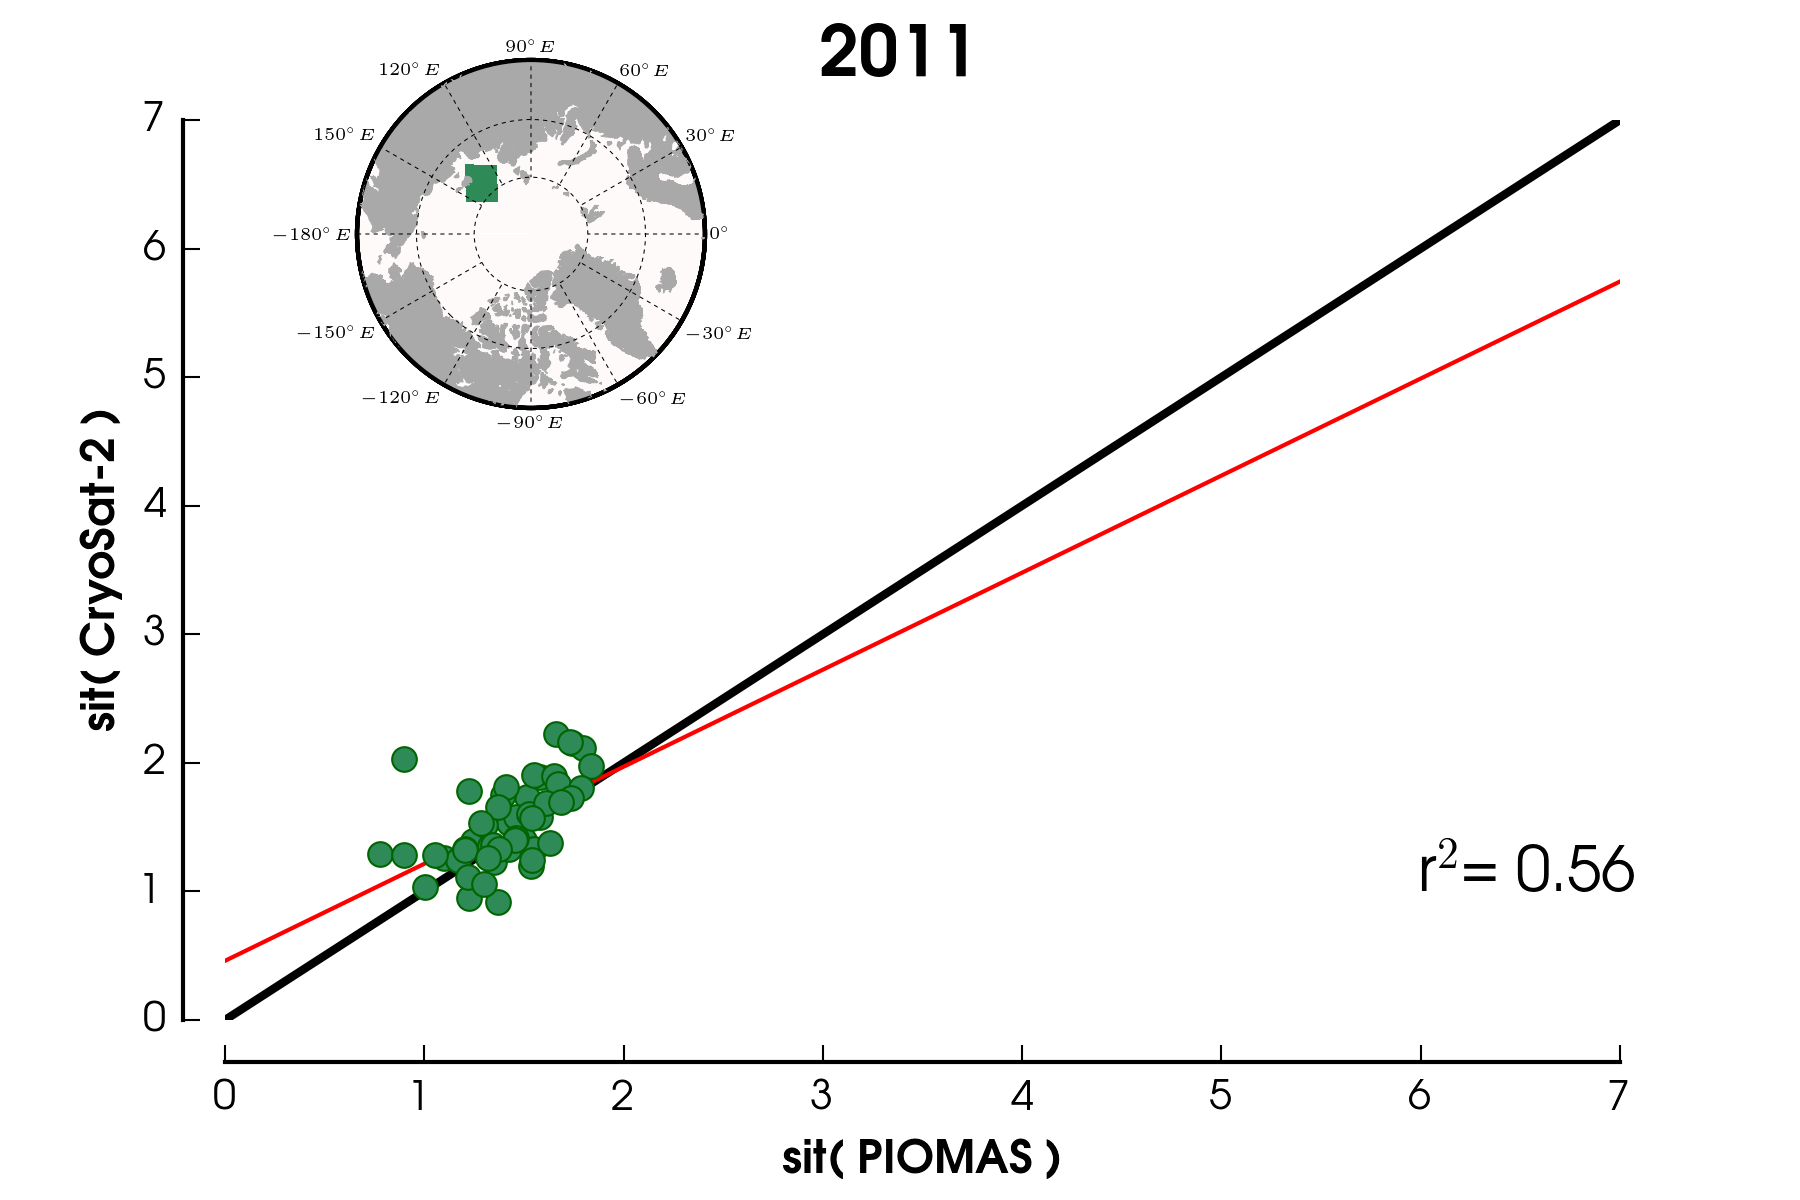 2011
90° E
120° E
60° E
150° E
30° E
−180° E
0°
−150° E
−30° E
−120° E
−60° E
−90° E
7
6
5
4
3
2
1
0
sit( CryoSat-2 )
r²= 0.56
0 1 2 3 4 5 6 7
sit( PIOMAS )